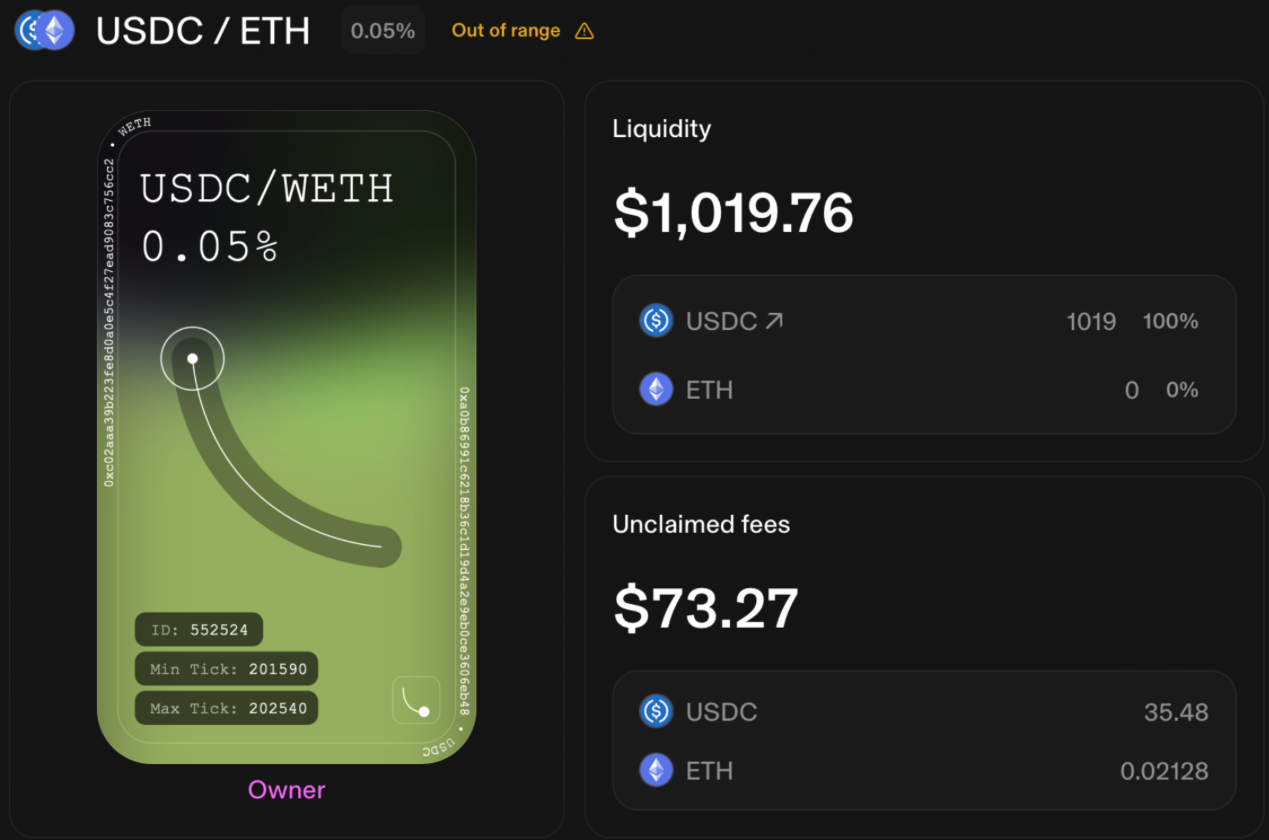 USDC / ETH 0.05% Out of range
WETH
0xc02aaa39b223fe8d0a0e5c4f27ead9083c756cc2 •
USDC/WETH
0.05%
0xa0b86991c6218b36c1d19d4a2e9eb0ce3606eb48
• USDC
ID: 552524
Min Tick: 201590
Max Tick: 202540
Owner
Liquidity
$1,019.76
USDC ↗ 1019 100%
ETH 0 0%
Unclaimed fees
$73.27
USDC 35.48
ETH 0.02128